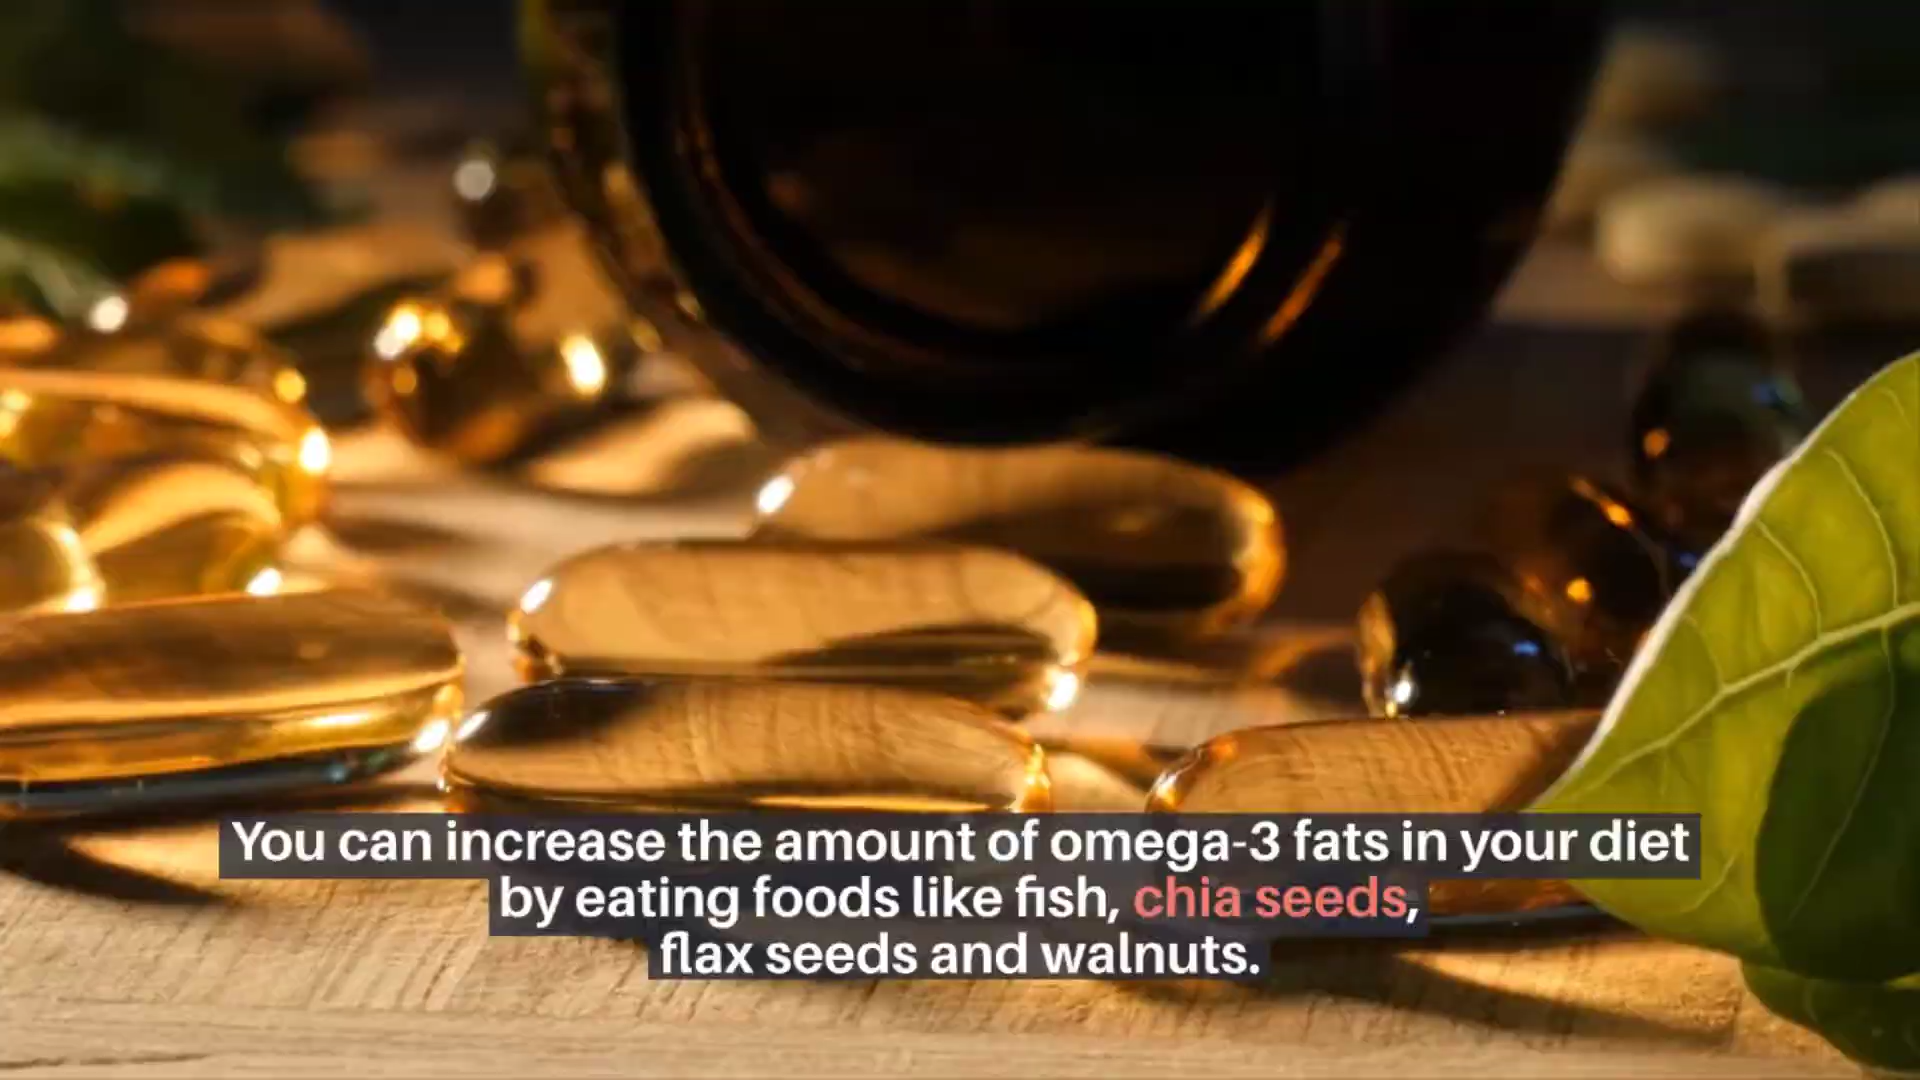 You can increase the amount of omega-3 fats in your diet
by eating foods like fish, chia seeds,
flax seeds and walnuts.